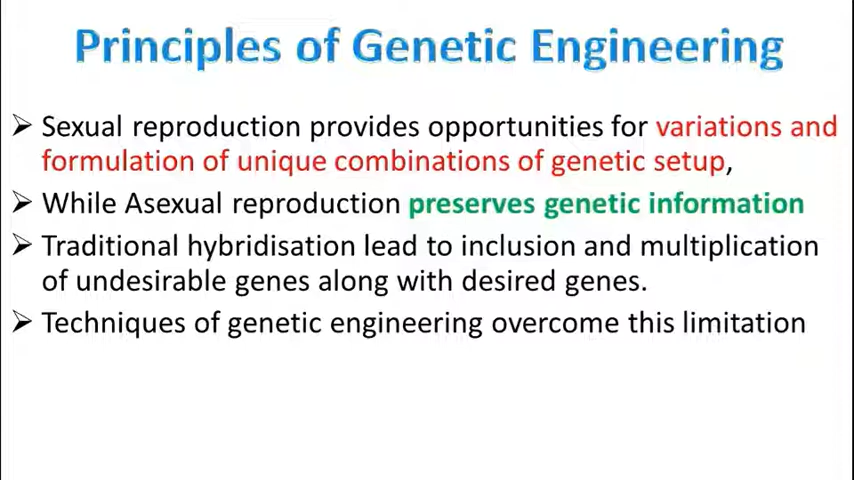 Principles of Genetic Engineering
➢ Sexual reproduction provides opportunities for variations and
formulation of unique combinations of genetic setup,
➢ While Asexual reproduction preserves genetic information
➢ Traditional hybridisation lead to inclusion and multiplication
of undesirable genes along with desired genes.
➢ Techniques of genetic engineering overcome this limitation